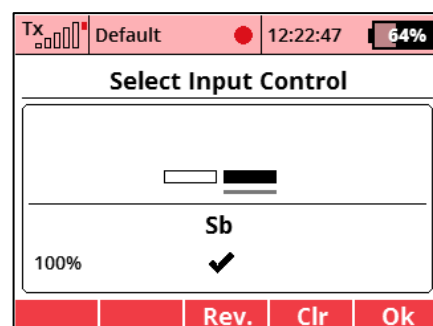 Tx Default 12:22:47 64%
Select Input Control
Sb
100%
Rev. Clr Ok